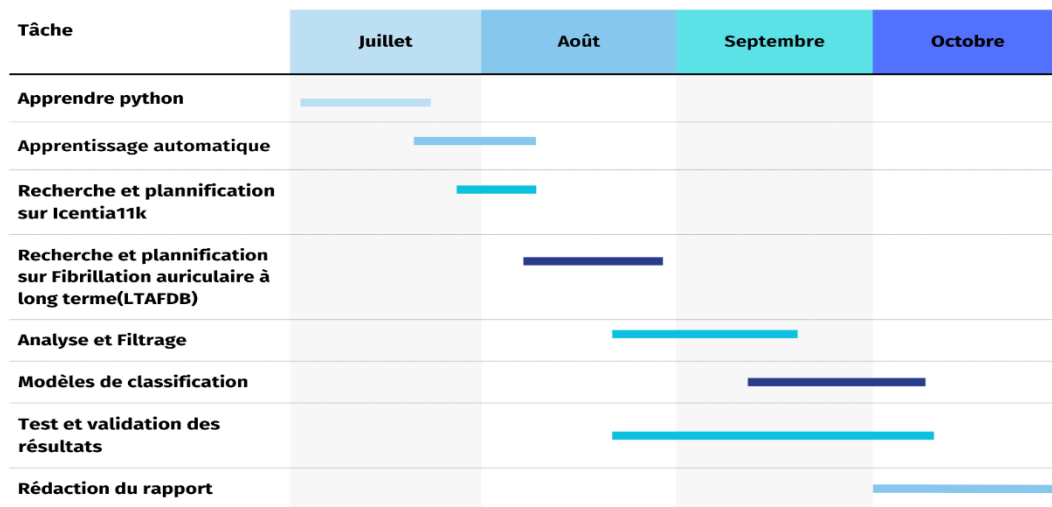 Tâche
Juillet
Août
Septembre
Octobre
Apprendre python
Apprentissage automatique
Recherche et plannification
sur Icentia11k
Recherche et plannification
sur Fibrillation auriculaire à
long terme(LTAFDB)
Analyse et Filtrage
Modèles de classification
Test et validation des
résultats
Rédaction du rapport